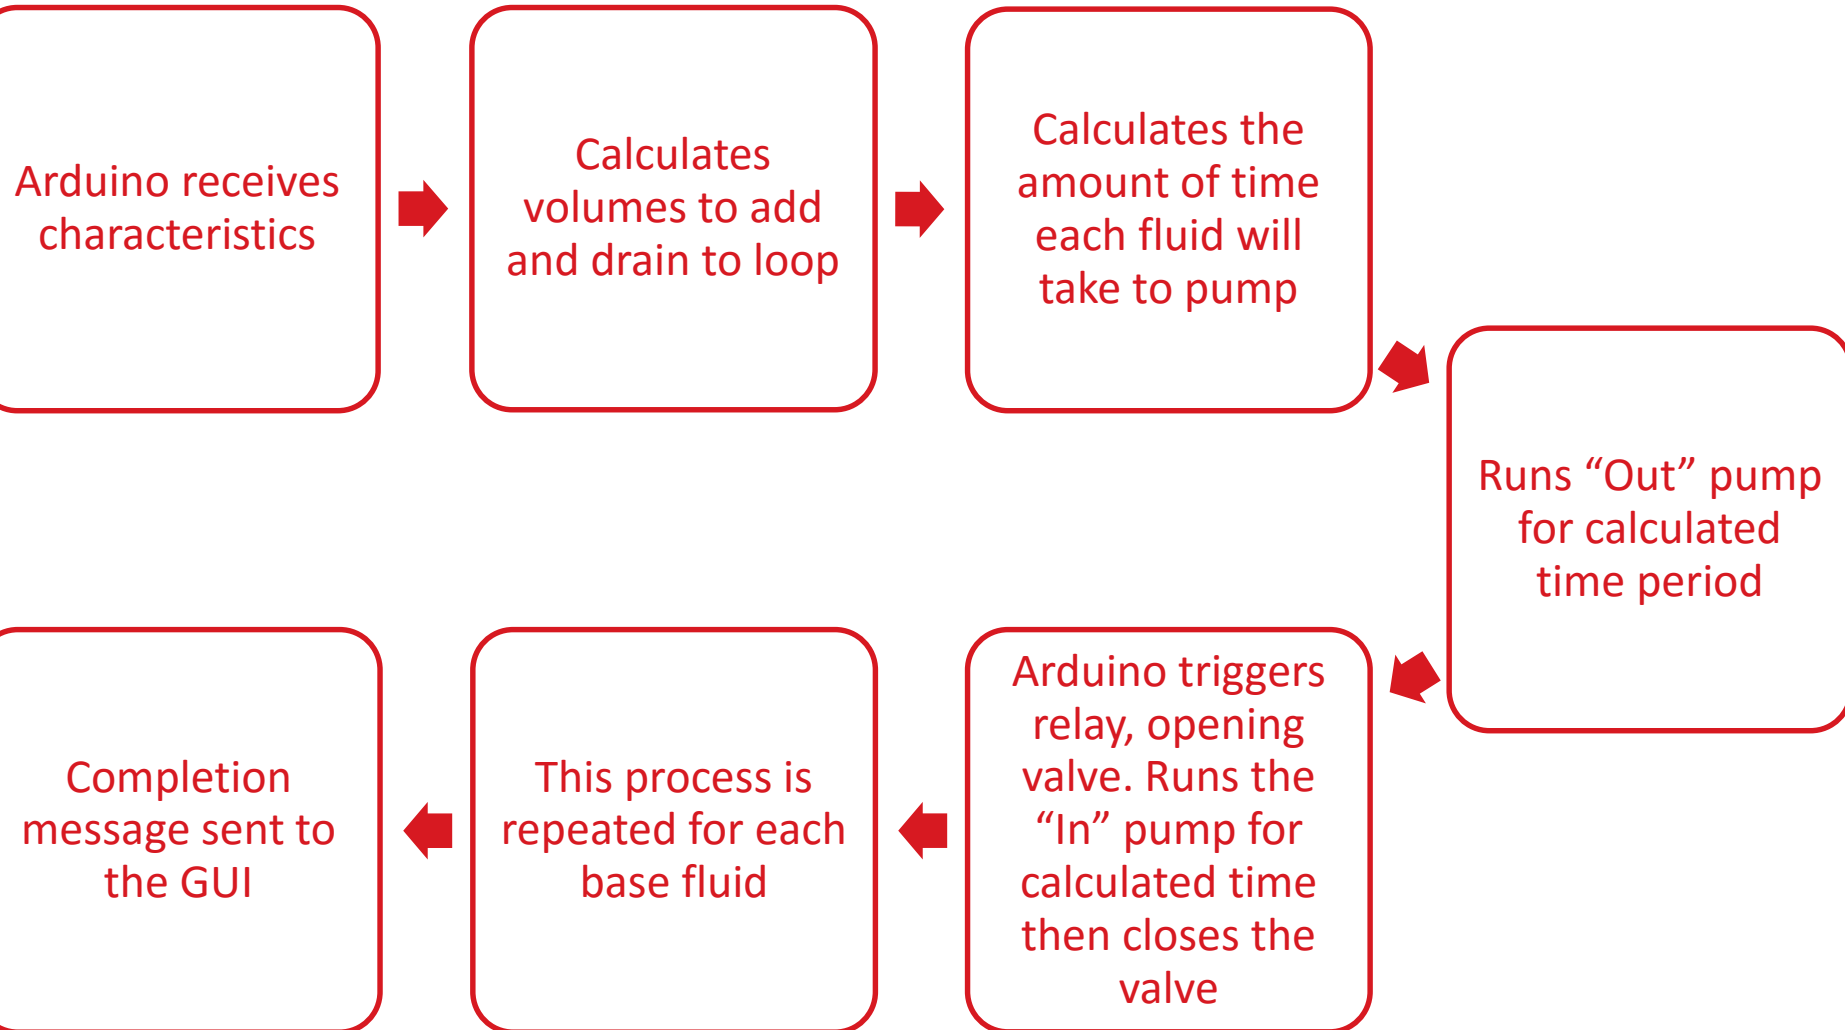 Arduino receives
characteristics
Calculates
volumes to add
and drain to loop
Calculates the
amount of time
each fluid will
take to pump
Runs “Out” pump
for calculated
time period
Arduino triggers
relay, opening
valve. Runs the
“In” pump for
calculated time
then closes the
valve
This process is
repeated for each
base fluid
Completion
message sent to
the GUI